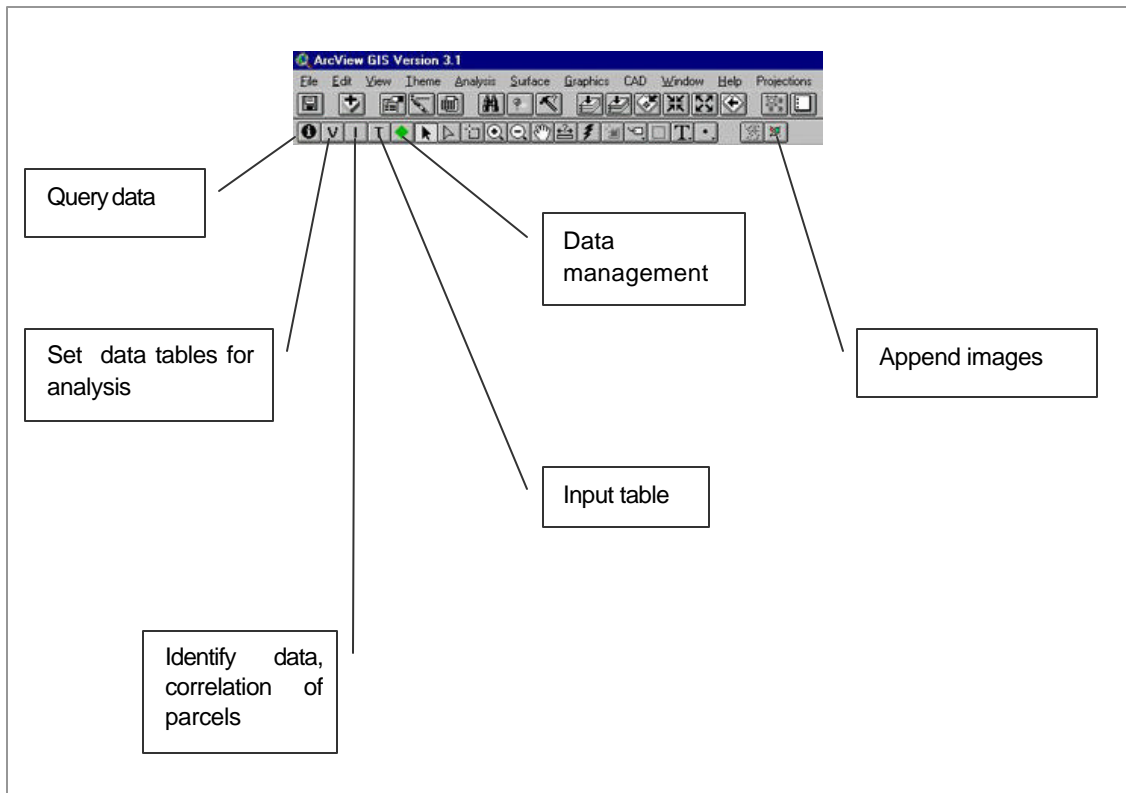 ArcView GIS Version 3.1
File Edit View Theme Analysis Surface Graphics CAD Window Help Projections
V I T T
Query data
Data
management
Set data tables for
analysis
Append images
Input table
Identify data,
correlation of
parcels